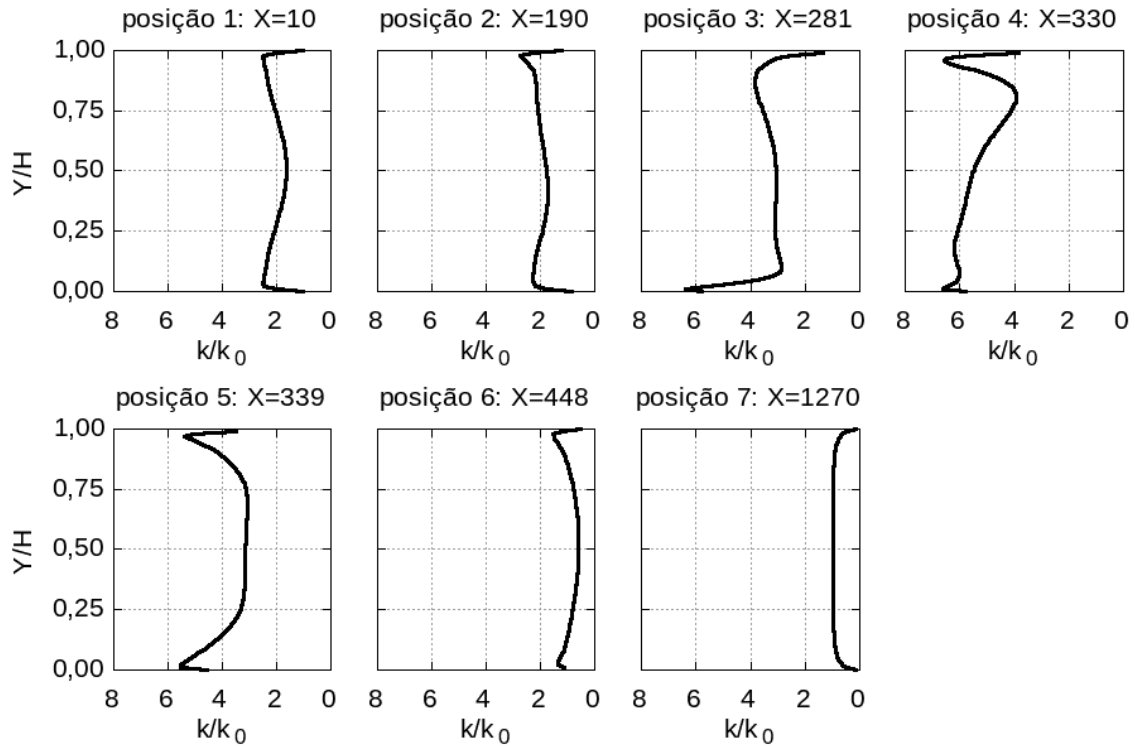 posição 1: X=10
posição 2: X=190
posição 3: X=281
posição 4: X=330
1,00
0,75
0,50
0,25
0,00
Y/H
8 6 4 2 0
k/k0
8 6 4 2 0
k/k0
8 6 4 2 0
k/k0
8 6 4 2 0
k/k0
posição 5: X=339
posição 6: X=448
posição 7: X=1270
1,00
0,75
0,50
0,25
0,00
Y/H
8 6 4 2 0
k/k0
8 6 4 2 0
k/k0
8 6 4 2 0
k/k0